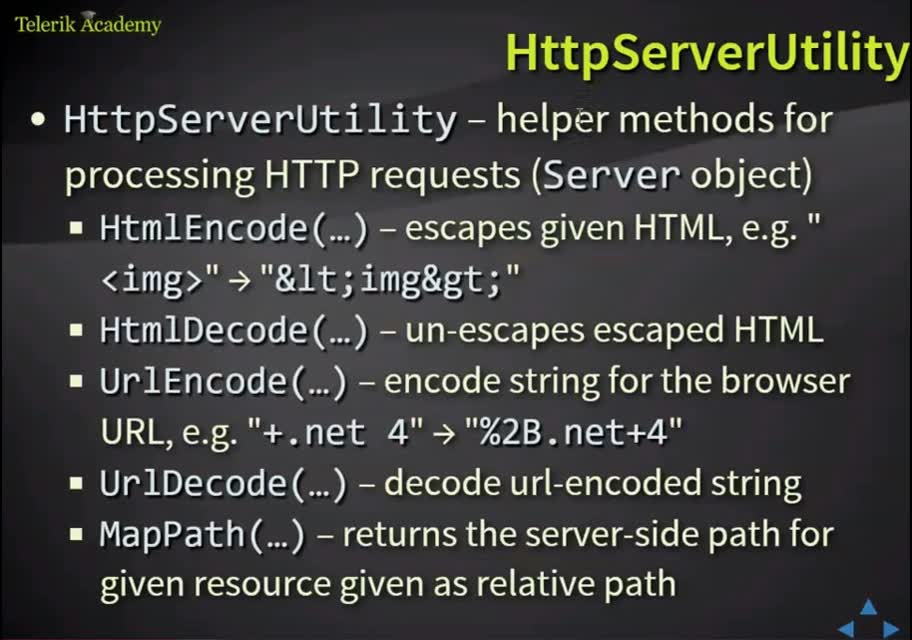 Telerik Academy
HttpServerUtility
• HttpServerUtility – helper methods for
processing HTTP requests (Server object)
▪ HtmlEncode(…) – escapes given HTML, e.g. "
<img>" → "&lt;img&gt;"
▪ HtmlDecode(…) – un-escapes escaped HTML
▪ UrlEncode(…) – encode string for the browser
URL, e.g. "+.net 4" → "%2B.net+4"
▪ UrlDecode(…) – decode url-encoded string
▪ MapPath(…) – returns the server-side path for
given resource given as relative path